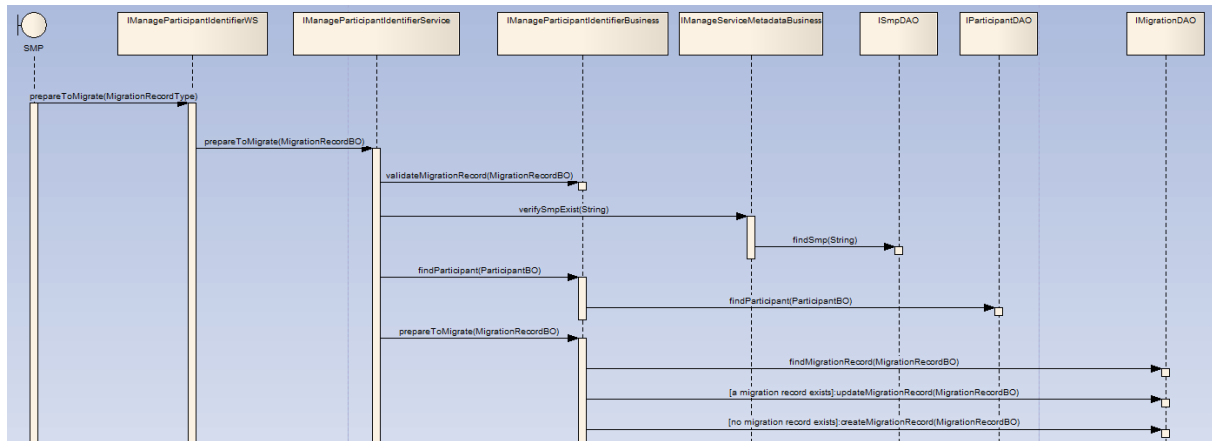 IManageParticipantIdentifierWS
IManageParticipantIdentifierService
IManageParticipantIdentifierBusiness
IManageServiceMetadataBusiness
ISmpDAO
IParticipantDAO
IMigrationDAO
SMP
prepareToMigrate(MigrationRecordType)
prepareToMigrate(MigrationRecordBO)
validateMigrationRecord(MigrationRecordBO)
verifySmpExist(String)
findSmp(String)
findParticipant(ParticipantBO)
findParticipant(ParticipantBO)
prepareToMigrate(MigrationRecordBO)
findMigrationRecord(MigrationRecordBO)
[a migration record exists]:updateMigrationRecord(MigrationRecordBO)
[no migration record exists]:createMigrationRecord(MigrationRecordBO)